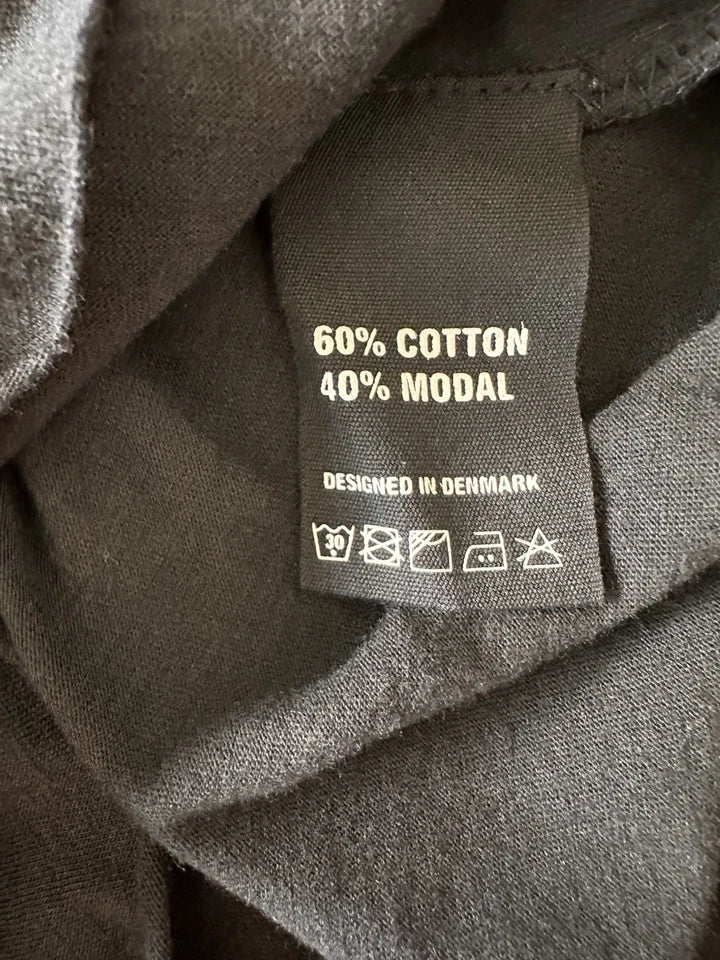 60% COTTON
40% MODAL
DESIGNED IN DENMARK
30